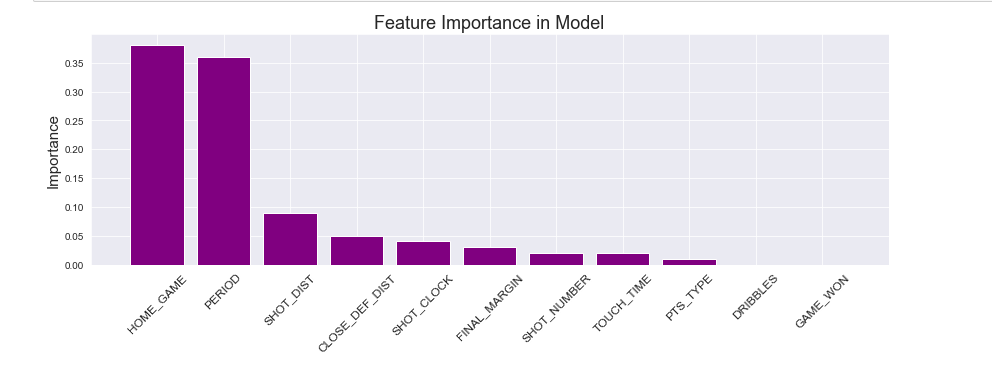 Feature Importance in Model
Importance
0.35
0.30
0.25
0.20
0.15
0.10
0.05
0.00
HOME_GAME
PERIOD
SHOT_DIST
CLOSE_DEF_DIST
SHOT_CLOCK
FINAL_MARGIN
SHOT_NUMBER
TOUCH_TIME
PTS_TYPE
DRIBBLES
GAME_WON